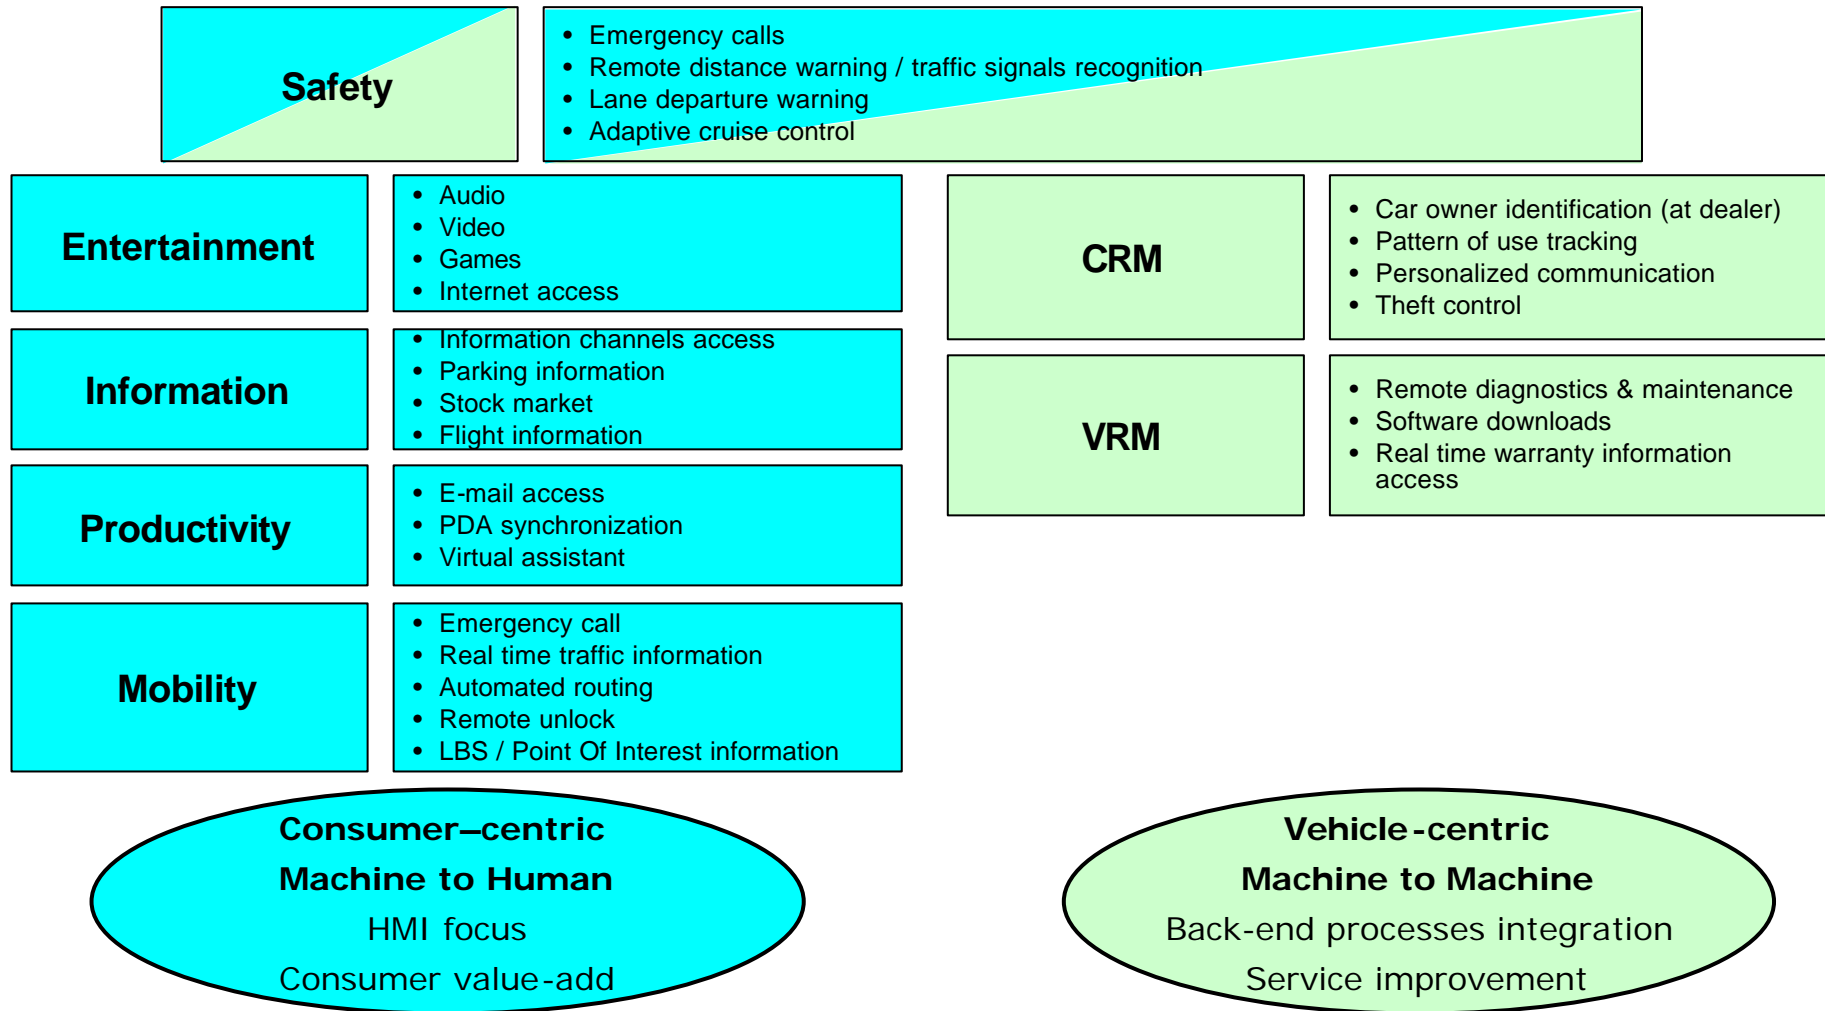 Safety
• Emergency calls
• Remote distance warning / traffic signals recognition
• Lane departure warning
• Adaptive cruise control
Entertainment
• Audio
• Video
• Games
• Internet access
Information
• Information channels access
• Parking information
• Stock market
• Flight information
Productivity
• E-mail access
• PDA synchronization
• Virtual assistant
Mobility
• Emergency call
• Real time traffic information
• Automated routing
• Remote unlock
• LBS / Point Of Interest information
CRM
• Car owner identification (at dealer)
• Pattern of use tracking
• Personalized communication
• Theft control
VRM
• Remote diagnostics & maintenance
• Software downloads
• Real time warranty information
access
Consumer–centric
Machine to Human
HMI focus
Consumer value-add
Vehicle-centric
Machine to Machine
Back-end processes integration
Service improvement